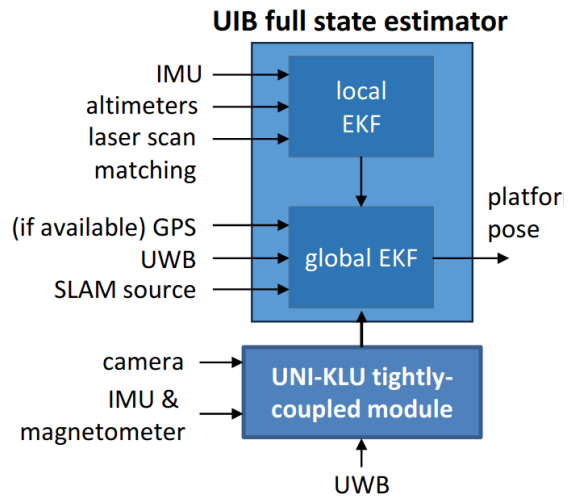 UIB full state estimator
IMU
altimeters
laser scan
matching
local
EKF
(if available) GPS
UWB
SLAM source
global EKF
platform
pose
camera
IMU &
magnetometer
UNI-KLU tightly-
coupled module
UWB